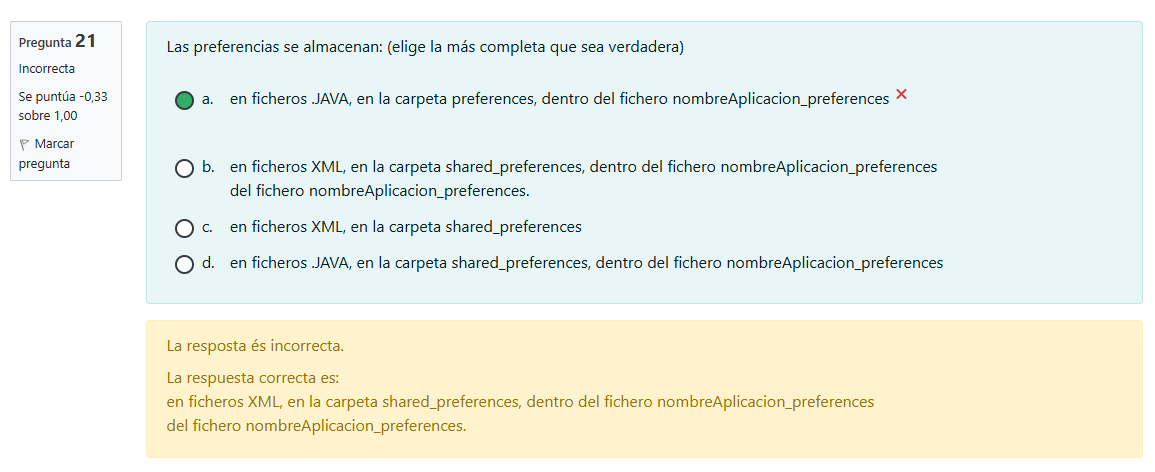 Pregunta 21
Incorrecta
Se puntúa -0,33
sobre 1,00
Marcar
pregunta
Las preferencias se almacenan: (elige la más completa que sea verdadera)
a. en ficheros .JAVA, en la carpeta preferences, dentro del fichero nombreAplicacion_preferences
b. en ficheros XML, en la carpeta shared_preferences, dentro del fichero nombreAplicacion_preferences
del fichero nombreAplicacion_preferences.
c. en ficheros XML, en la carpeta shared_preferences
d. en ficheros .JAVA, en la carpeta shared_preferences, dentro del fichero nombreAplicacion_preferences
La resposta és incorrecta.
La respuesta correcta es:
en ficheros XML, en la carpeta shared_preferences, dentro del fichero nombreAplicacion_preferences
del fichero nombreAplicacion_preferences.